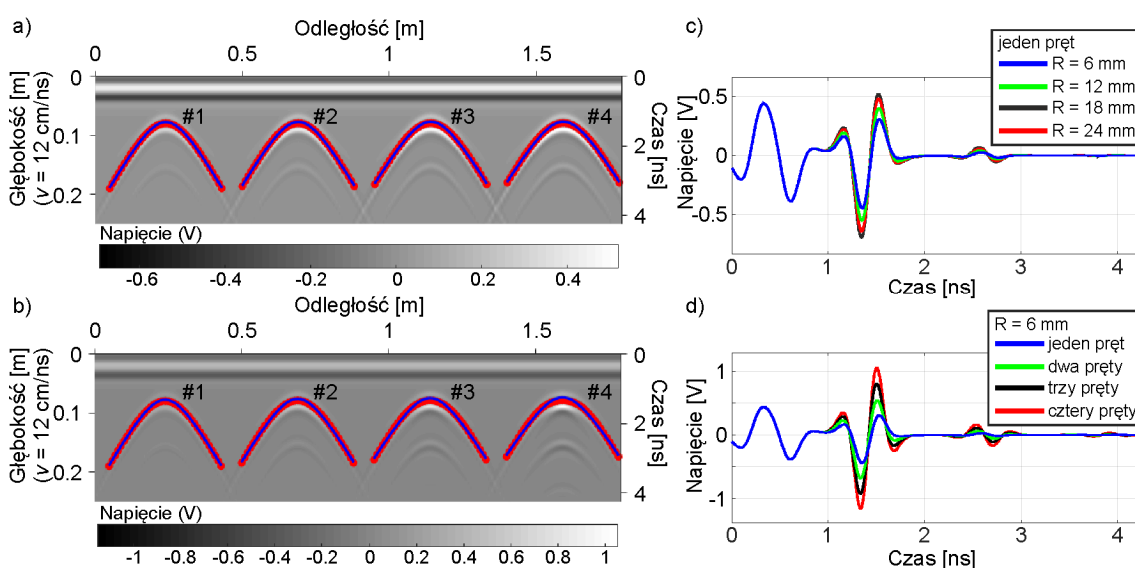 a)
Odległość [m]
0 0.5 1 1.5
Głebokość [m]
(v = 12 cm/ns)
0
0.1
0.2
#1 #2 #3 #4
0
2
4
Czas [ns]
Napięcie (V)
-0.6 -0.4 -0.2 0 0.2 0.4
b)
Odległość [m]
0 0.5 1 1.5
Głebokość [m]
(v = 12 cm/ns)
0
0.1
0.2
#1 #2 #3 #4
0
2
4
Czas [ns]
Napięcie (V)
-1 -0.8 -0.6 -0.4 -0.2 0 0.2 0.4 0.6 0.8 1
c)
jeden pręt
R = 6 mm
R = 12 mm
R = 18 mm
R = 24 mm
Napięcie [V]
0.5
0
-0.5
0 1 2 3 4
Czas [ns]
d)
R = 6 mm
jeden pręt
dwa pręty
trzy pręty
cztery pręty
Napięcie [V]
1
0
-1
0 1 2 3 4
Czas [ns]